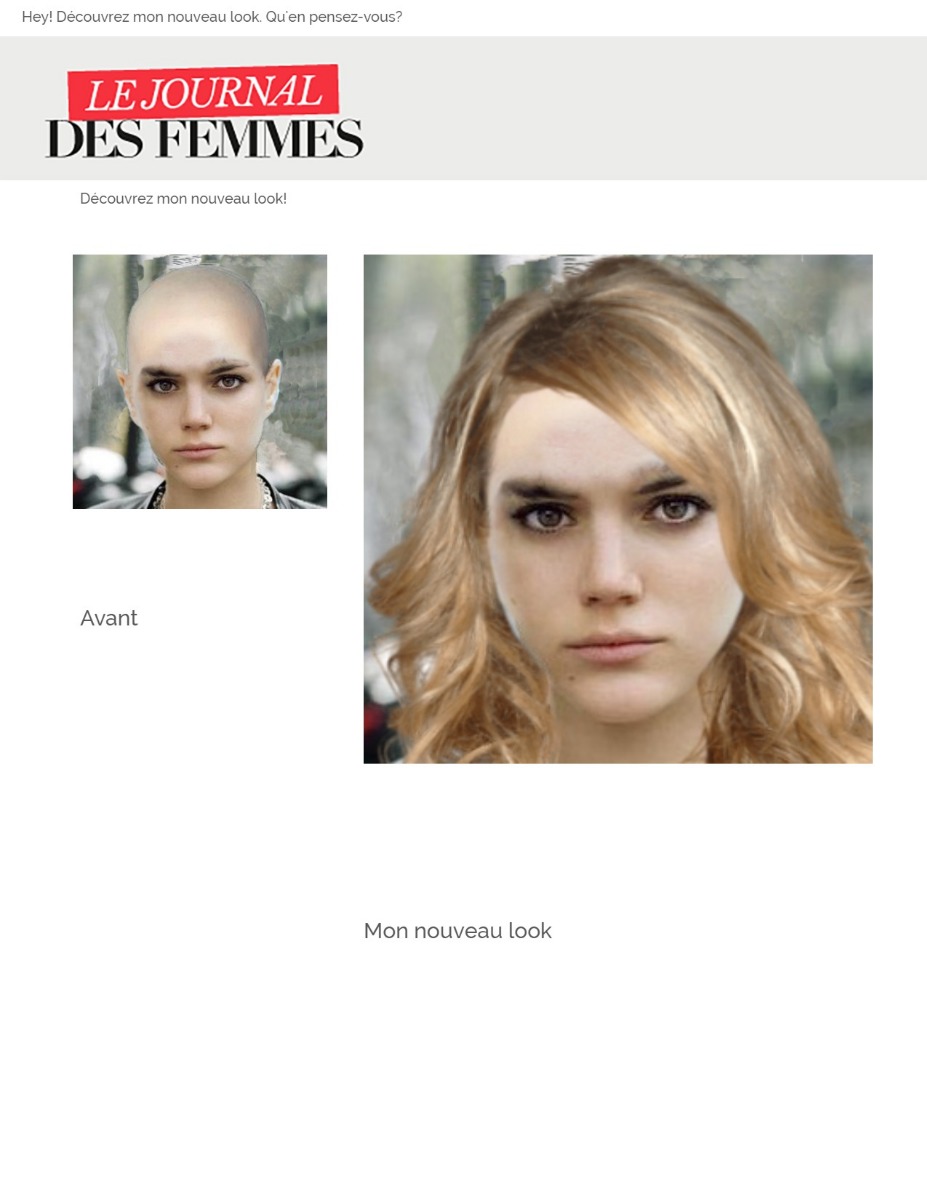 Hey! Découvrez mon nouveau look. Qu'en pensez-vous?
LE JOURNAL
DES FEMMES
Découvrez mon nouveau look!
Avant
Mon nouveau look